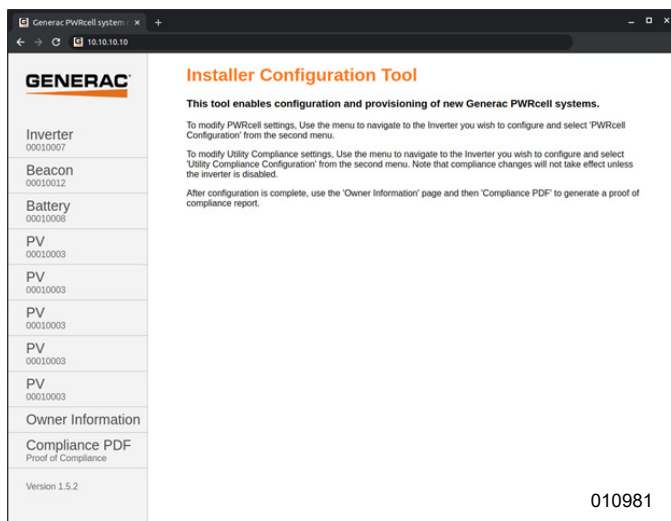 Generac PWRcell system c
10.10.10.10
GENERAC
Inverter
00010007
Beacon
00010012
Battery
00010008
PV
00010003
PV
00010003
PV
00010003
PV
00010003
PV
00010003
Owner Information
Compliance PDF
Proof of Compliance
Version 1.5.2
Installer Configuration Tool
This tool enables configuration and provisioning of new Generac PWRcell systems.
To modify PWRcell settings, Use the menu to navigate to the Inverter you wish to configure and select 'PWRcell
Configuration' from the second menu.
To modify Utility Compliance settings, Use the menu to navigate to the Inverter you wish to configure and select
'Utility Compliance Configuration' from the second menu. Note that compliance changes will not take effect unless
the inverter is disabled.
After configuration is complete, use the 'Owner Information' page and then 'Compliance PDF' to generate a proof of
compliance report.
010981